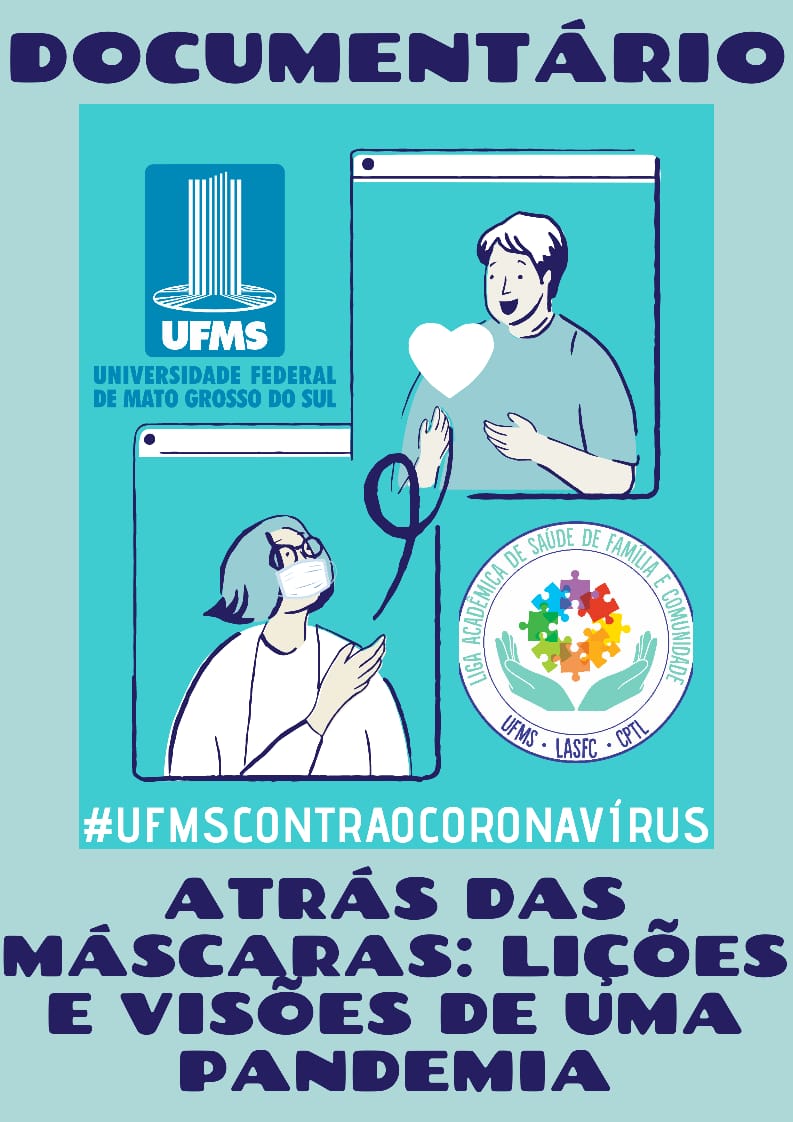 DOCUMENTÁRIO
UFMS
UNIVERSIDADE FEDERAL
DE MATO GROSSO DO SUL
LIGA ACADÊMICA DE SAÚDE DE FAMÍLIA E COMUNIDADE
UFMS • LASFC • CPTL
#UFMSCONTRAOCORONAVÍRUS
ATRÁS DAS
MÁSCARAS: LIÇÕES
E VISÕES DE UMA
PANDEMIA